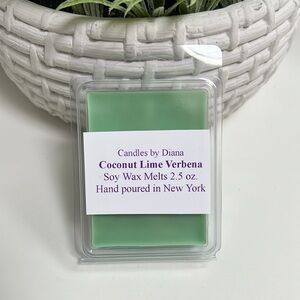 Candles by Diana
Coconut Lime Verbena
Soy Wax Melts 2.5 oz.
Hand poured in New York